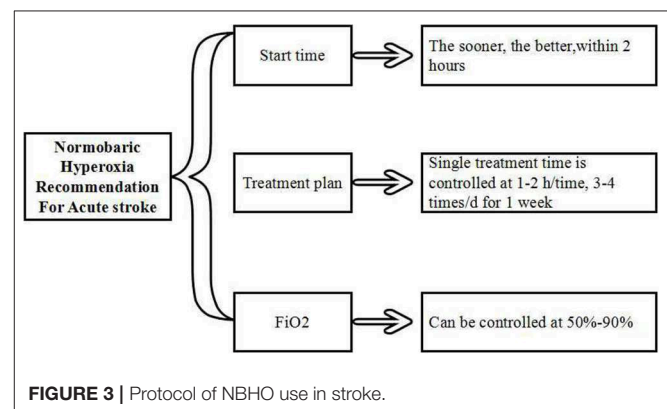 Normobaric
Hyperoxia
Recommendation
For Acute stroke
Start time
The sooner, the better,within 2
hours
Treatment plan
Single treatment time is
controlled at 1-2 h/time, 3-4
times/d for 1 week
FiO2
Can be controlled at 50%-90%
FIGURE 3 | Protocol of NBHO use in stroke.